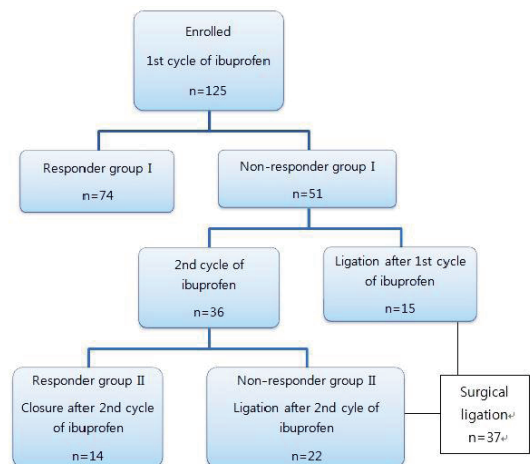 Enrolled
1st cycle of ibuprofen
n=125
Responder group I
n=74
Non-responder group I
n=51
2nd cycle of
ibuprofen
n=36
Ligation after 1st cycle
of ibuprofen
n=15
Responder group II
Closure after 2nd cycle
of ibuprofen
n=14
Non-responder group II
Ligation after 2nd cyle of
ibuprofen
n=22
Surgical
ligation↵
n=37↵